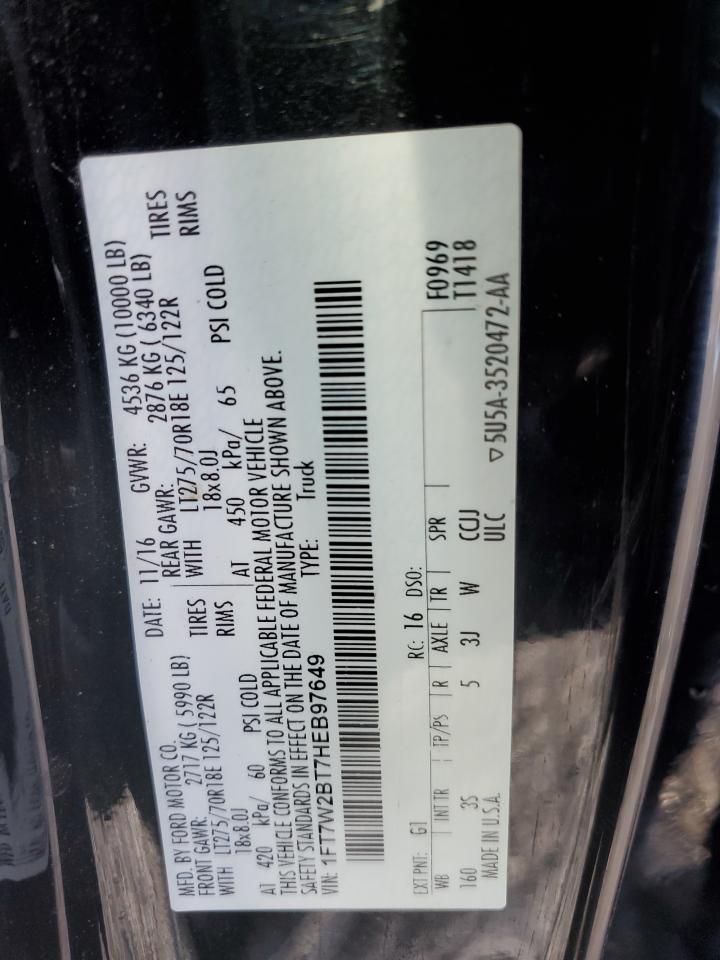 MFD. BY FORD MOTOR CO.
DATE: 11/16 GVWR: 4536 KG (10000 LB)
FRONT GAWR: 2717 KG ( 5990 LB) REAR GAWR: 2876 KG ( 6340 LB)
WITH LT275/70R18E 125/122R TIRES WITH LT275/70R18E 125/122R TIRES
18x8.0J RIMS 18x8.0J RIMS
AT 420 kPa/ 60 PSI COLD AT 450 kPa/ 65 PSI COLD
THIS VEHICLE CONFORMS TO ALL APPLICABLE FEDERAL MOTOR VEHICLE
SAFETY STANDARDS IN EFFECT ON THE DATE OF MANUFACTURE SHOWN ABOVE.
VIN: 1FT7W2BT7HEB97649 TYPE: Truck
EXT PNT: G1 RC: 16 DSO: F0969
WB INT TR TP/PS R AXLE TR SPR T1418
160 3S 5 3J W CCJJ
MADE IN U.S.A. ULC ▽5U5A-3520472-AA